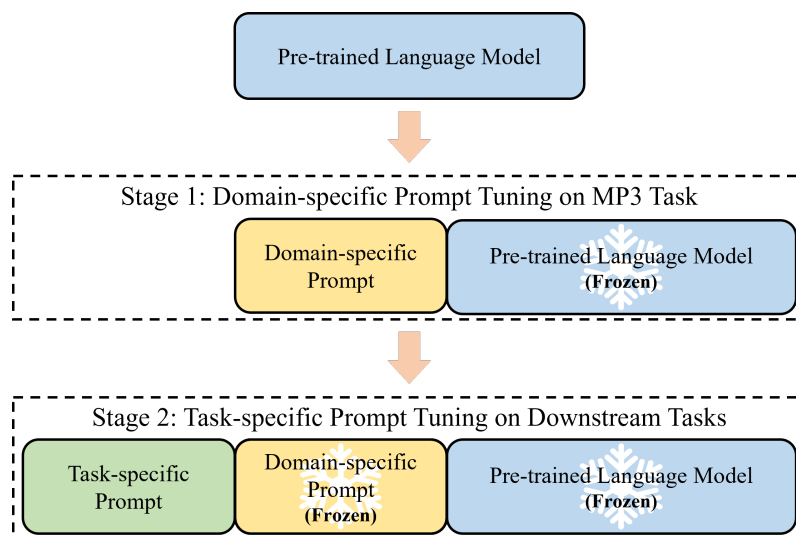 Pre-trained Language Model
Stage 1: Domain-specific Prompt Tuning on MP3 Task
Domain-specific
Prompt
Pre-trained Language Model
(Frozen)
Stage 2: Task-specific Prompt Tuning on Downstream Tasks
Task-specific
Prompt
Domain-specific
Prompt
(Frozen)
Pre-trained Language Model
(Frozen)